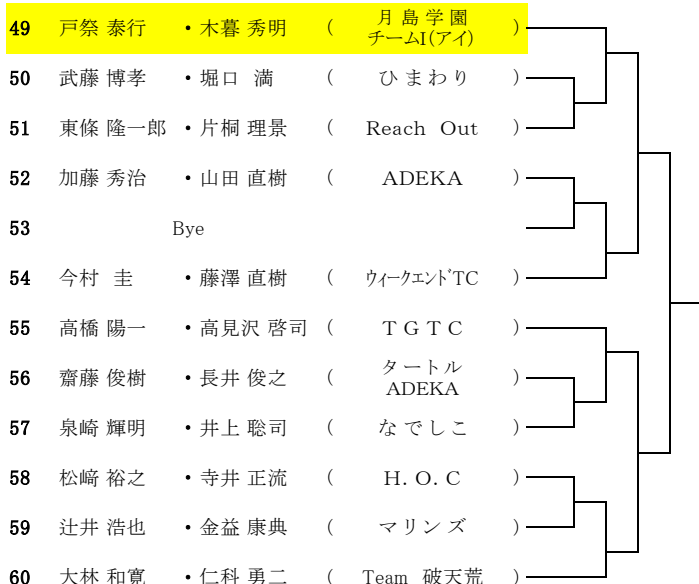 49 戸祭 泰行 ・木暮 秀明 ( 月島学園 チームI(アイ) )
50 武藤 博孝 ・堀口 満 ( ひまわり )
51 東條 隆一郎 ・片桐 理景 ( Reach Out )
52 加藤 秀治 ・山田 直樹 ( ADEKA )
53 Bye
54 今村 圭 ・藤澤 直樹 ( ウィークエンドTC )
55 高橋 陽一 ・高見沢 啓司 ( TGTC )
56 齋藤 俊樹 ・長井 俊之 ( タートル ADEKA )
57 泉崎 輝明 ・井上 聡司 ( なでしこ )
58 松﨑 裕之 ・寺井 正流 ( H.O.C )
59 辻井 浩也 ・金益 康典 ( マリンズ )
60 大林 和寛 ・仁科 勇二 ( Team 破天荒 )